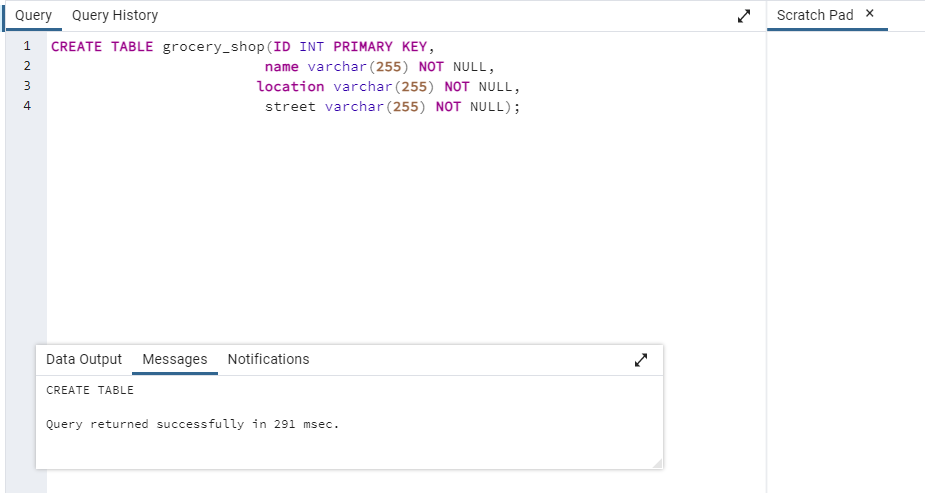 Query Query History Scratch Pad ×
1 CREATE TABLE grocery_shop(ID INT PRIMARY KEY,
2 name varchar(255) NOT NULL,
3 location varchar(255) NOT NULL,
4 street varchar(255) NOT NULL);
Data Output Messages Notifications
CREATE TABLE
Query returned successfully in 291 msec.